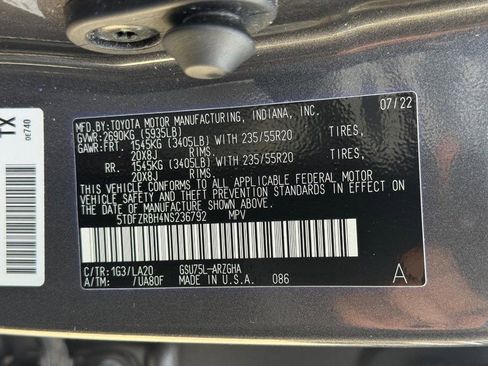 MFD. BY: TOYOTA MOTOR MANUFACTURING, INDIANA, INC. 07/22
GVWR: 2690KG (5935LB)
GAWR: FRT. 1545KG (3405LB) WITH 235/55R20 TIRES,
20X8J RIMS
RR. 1545KG (3405LB) WITH 235/55R20 TIRES,
20X8J RIMS.
THIS VEHICLE CONFORMS TO ALL APPLICABLE FEDERAL MOTOR
VEHICLE SAFETY AND THEFT PREVENTION STANDARDS IN EFFECT
ON THE DATE OF MANUFACTURE SHOWN ABOVE.
5TDFZRBH4NS236792 MPV
C/TR: 1G3/LA20 GSU75L-ARZGHA
A/TM: /UA80F MADE IN U.S.A. 086 A
TX
0E740